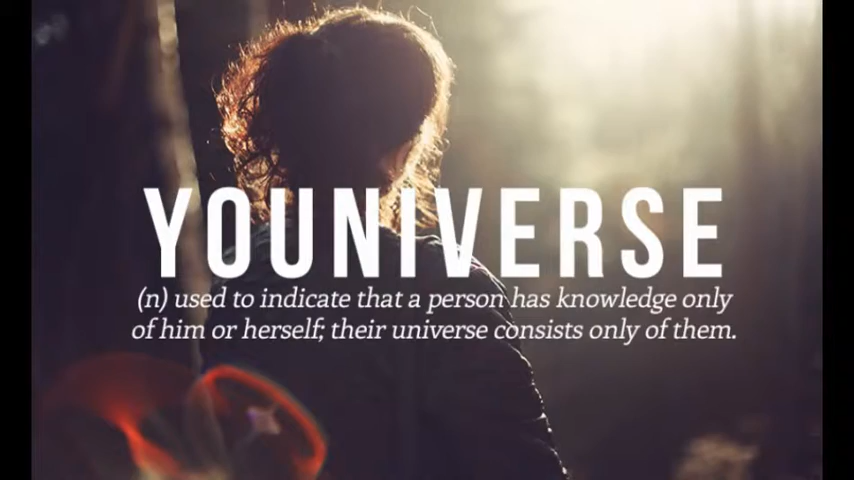 YOUNIVERSE
(n) used to indicate that a person has knowledge only
of him or herself; their universe consists only of them.